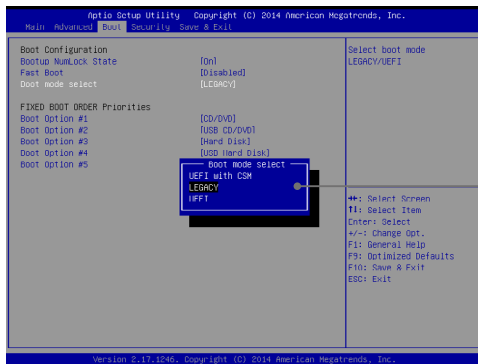 Aptio Setup Utility Copyright (C) 2014 American Megatrends, Inc.
Main Advanced Boot Security Save & Exit
Boot Configuration
Bootup NumLock State [On]
Fast Boot [Disabled]
Boot mode select [LEGACY]
FIXED BOOT ORDER Priorities
Boot Option #1 [CD/DVD]
Boot Option #2 [USB CD/DVD]
Boot Option #3 [Hard Disk]
Boot Option #4 [USB Hard Disk]
Boot Option #5
Boot mode select
UEFI with CSM
LEGACY
UEFI
Select boot mode
LEGACY/UEFI
→←: Select Screen
↑↓: Select Item
Enter: Select
+/-: Change Opt.
F1: General Help
F9: Optimized Defaults
F10: Save & Exit
ESC: Exit
Version 2.17.1246. Copyright (C) 2014 American Megatrends, Inc.